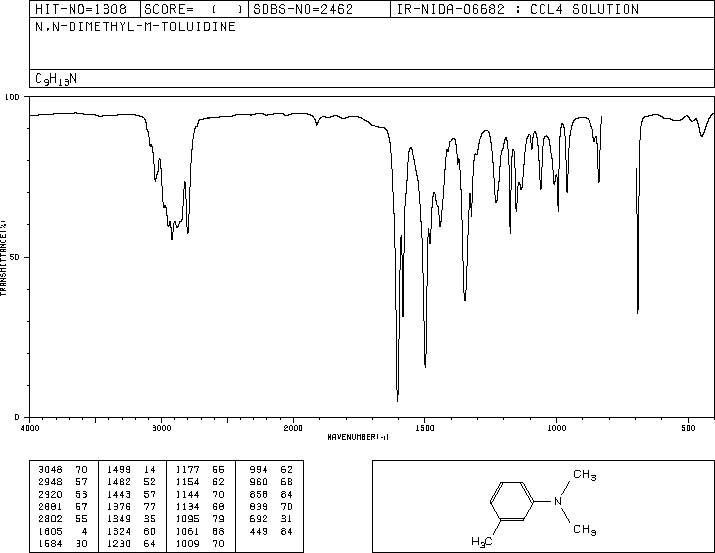 HIT-NO=1308 SCORE= ( ) SDBS-NO=2462 IR-NIDA-06682 : CCL4 SOLUTION
N,N-DIMETHYL-M-TOLUIDINE
C9H13N
100
TRANSMITTANCE(%)
50
0
4000 3000 2000 1500 1000 500
WAVENUMBER(-1)
3048 70 1499 14 1177 55 994 62
2948 57 1482 52 1154 62 960 68
2920 53 1443 57 1144 70 858 84
2881 57 1376 77 1134 68 839 70
2802 55 1349 35 1095 79 692 31
1605 4 1324 60 1061 68 449 84
1584 30 1230 64 1009 70
CH3
N
CH3
H3C